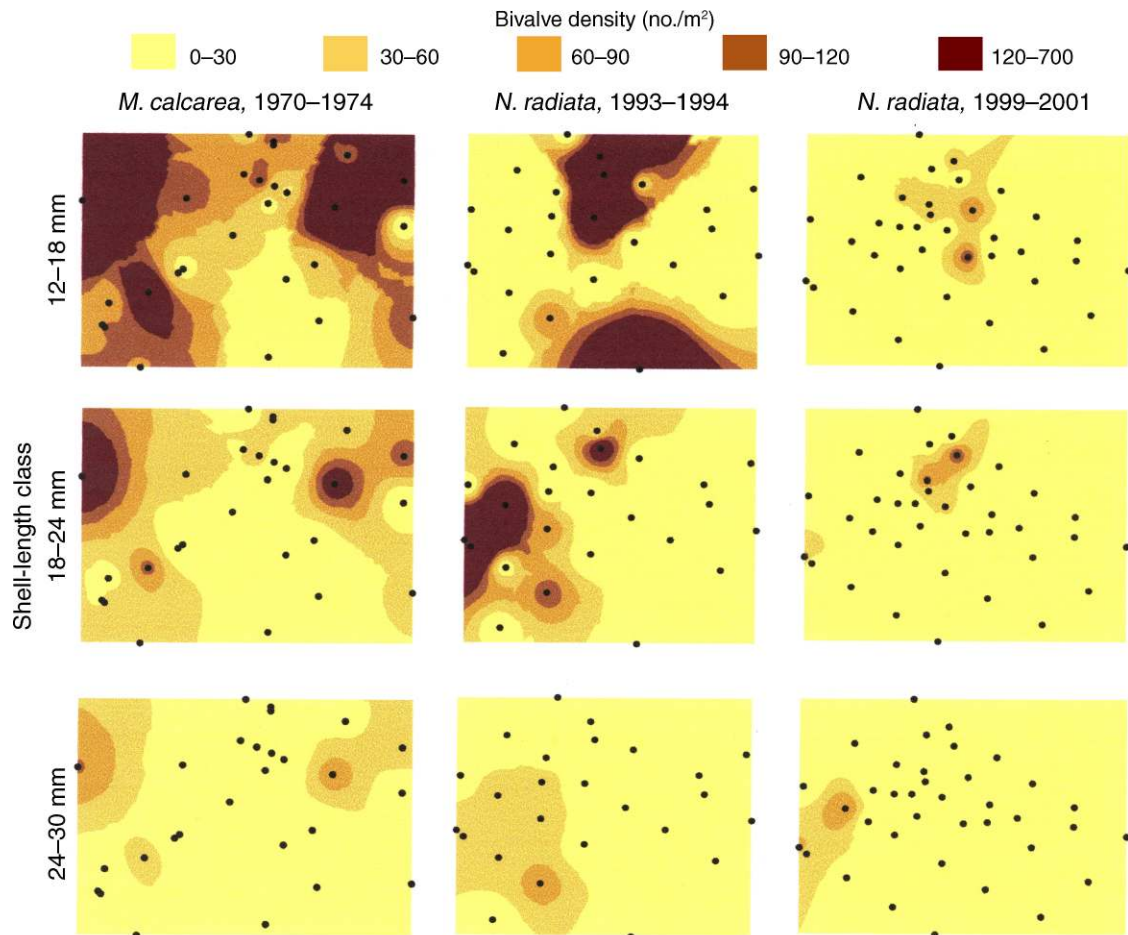 Bivalve density (no./m²)
0–30 30–60 60–90 90–120 120–700
M. calcarea, 1970–1974 N. radiata, 1993–1994 N. radiata, 1999–2001
Shell-length class
12–18 mm
18–24 mm
24–30 mm